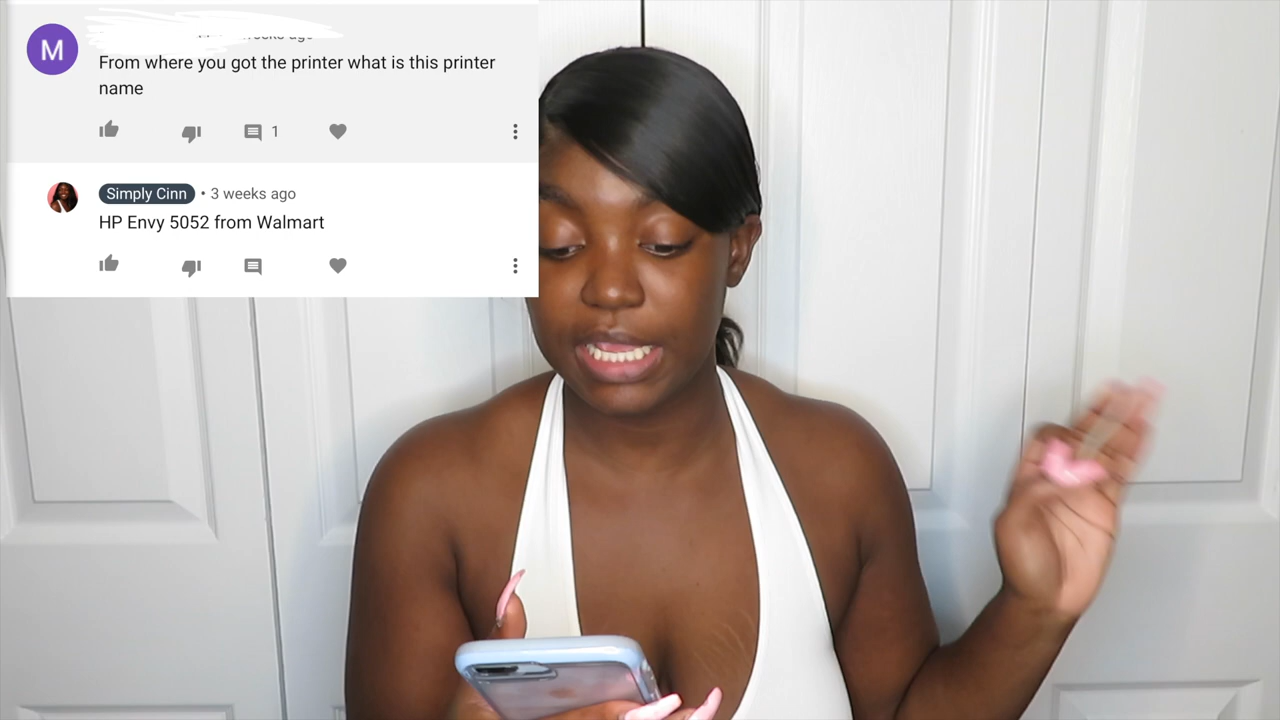 M
From where you got the printer what is this printer
name
1
Simply Cinn • 3 weeks ago
HP Envy 5052 from Walmart